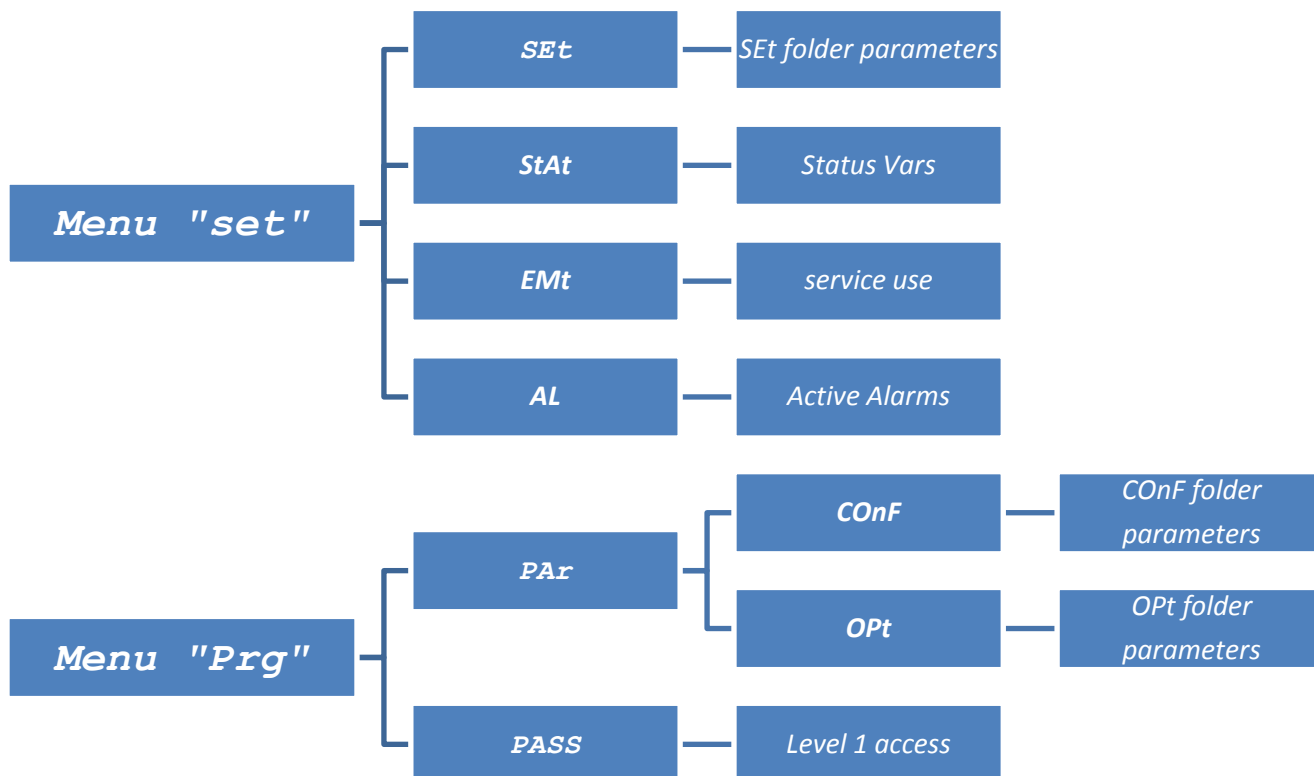 SEt
SEt folder parameters
StAt
Status Vars
Menu "set"
EMt
service use
AL
Active Alarms
COnF
COnF folder
parameters
PAr
OPt
OPt folder
parameters
Menu "Prg"
PASS
Level 1 access